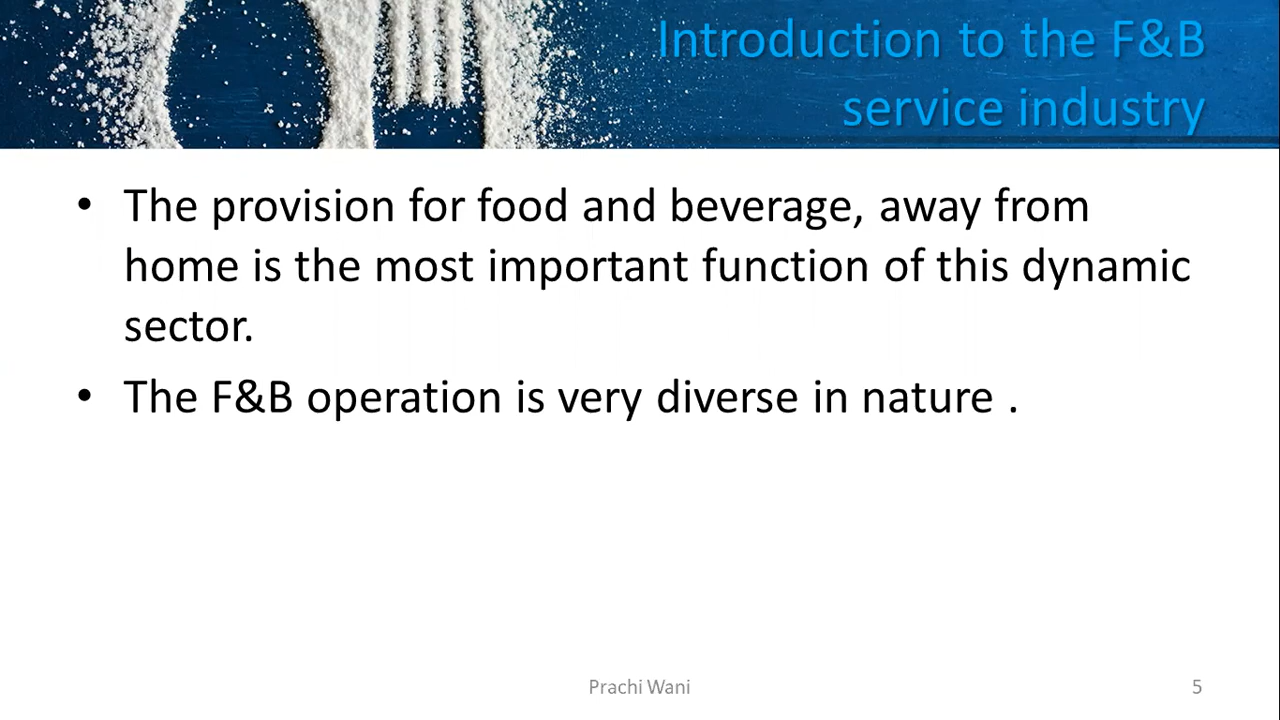 Introduction to the F&B
service industry
• The provision for food and beverage, away from
home is the most important function of this dynamic
sector.
• The F&B operation is very diverse in nature .
Prachi Wani
5